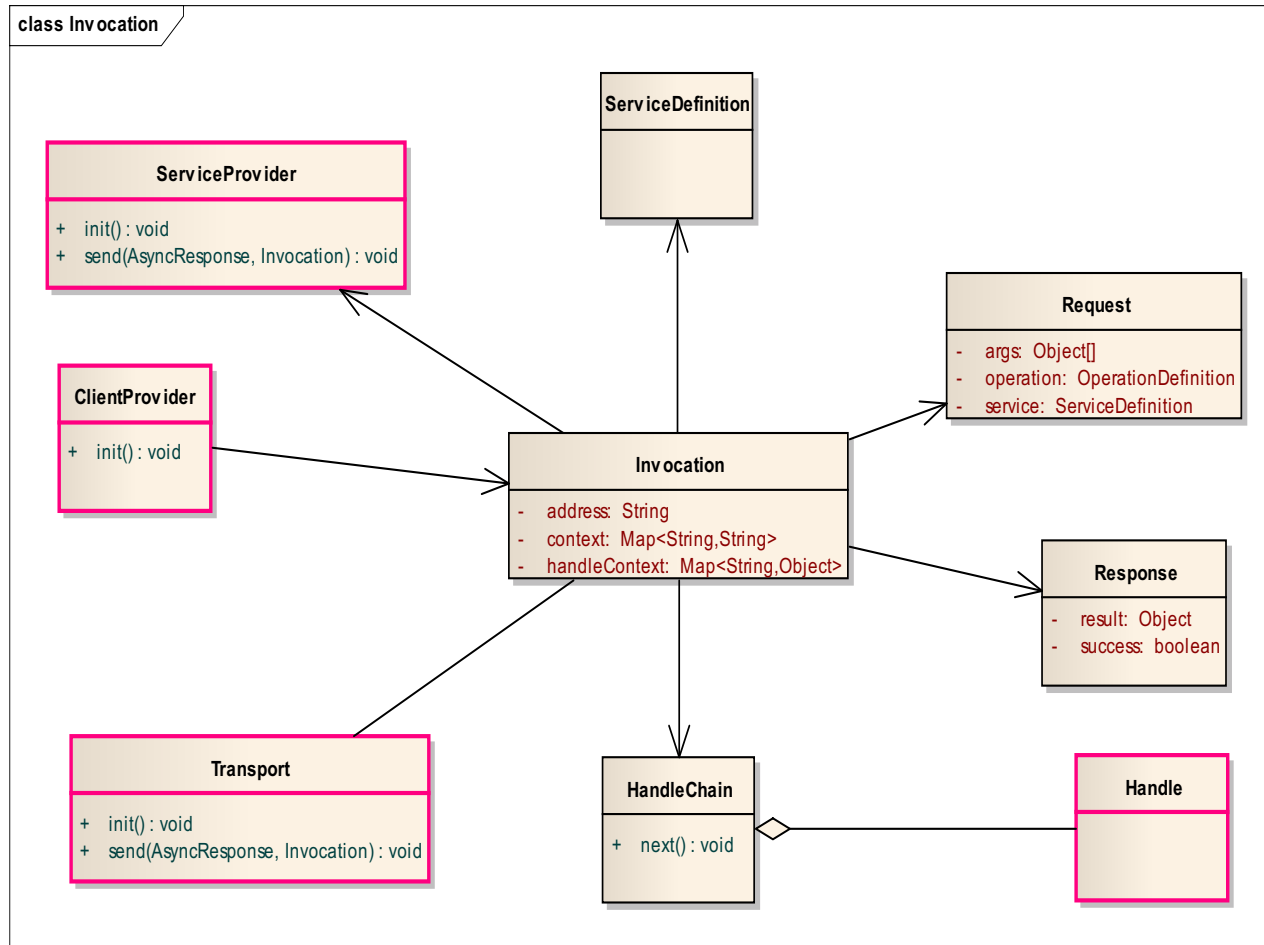 class Invocation
ServiceDefinition
ServiceProvider
+ init() : void
+ send(AsyncResponse, Invocation) : void
Request
- args: Object[]
- operation: OperationDefinition
- service: ServiceDefinition
ClientProvider
+ init() : void
Invocation
- address: String
- context: Map<String,String>
- handleContext: Map<String,Object>
Response
- result: Object
- success: boolean
Transport
+ init() : void
+ send(AsyncResponse, Invocation) : void
HandleChain
+ next() : void
Handle